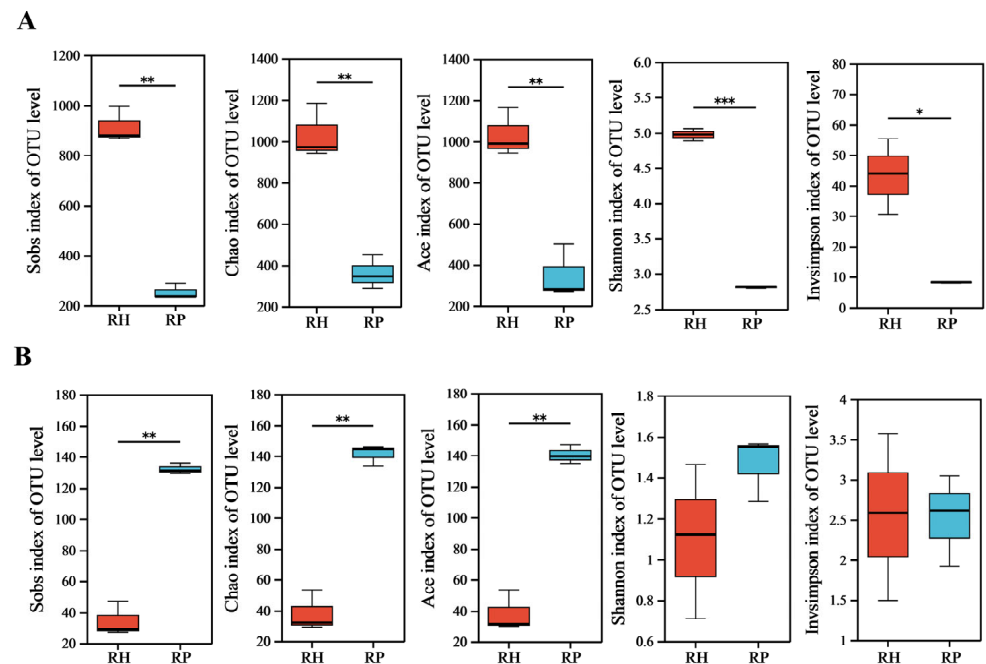 A
Sobs index of OTU level
1200
1000
800
600
400
200
**
RH
RP
Chao index of OTU level
1400
1200
1000
800
600
400
200
**
RH
RP
Ace index of OTU level
1400
1200
1000
800
600
400
200
**
RH
RP
Shannon index of OTU level
6.0
5.5
5.0
4.5
4.0
3.5
3.0
2.5
***
RH
RP
Invsimpson index of OTU level
80
70
60
50
40
30
20
10
0
*
RH
RP
B
Sobs index of OTU level
180
160
140
120
100
80
60
40
20
**
RH
RP
Chao index of OTU level
180
160
140
120
100
80
60
40
20
**
RH
RP
Ace index of OTU level
180
160
140
120
100
80
60
40
20
**
RH
RP
Shannon index of OTU level
1.8
1.6
1.4
1.2
1
0.8
0.6
RH
RP
Invsimpson index of OTU level
4
3.5
3
2.5
2
1.5
1
RH
RP